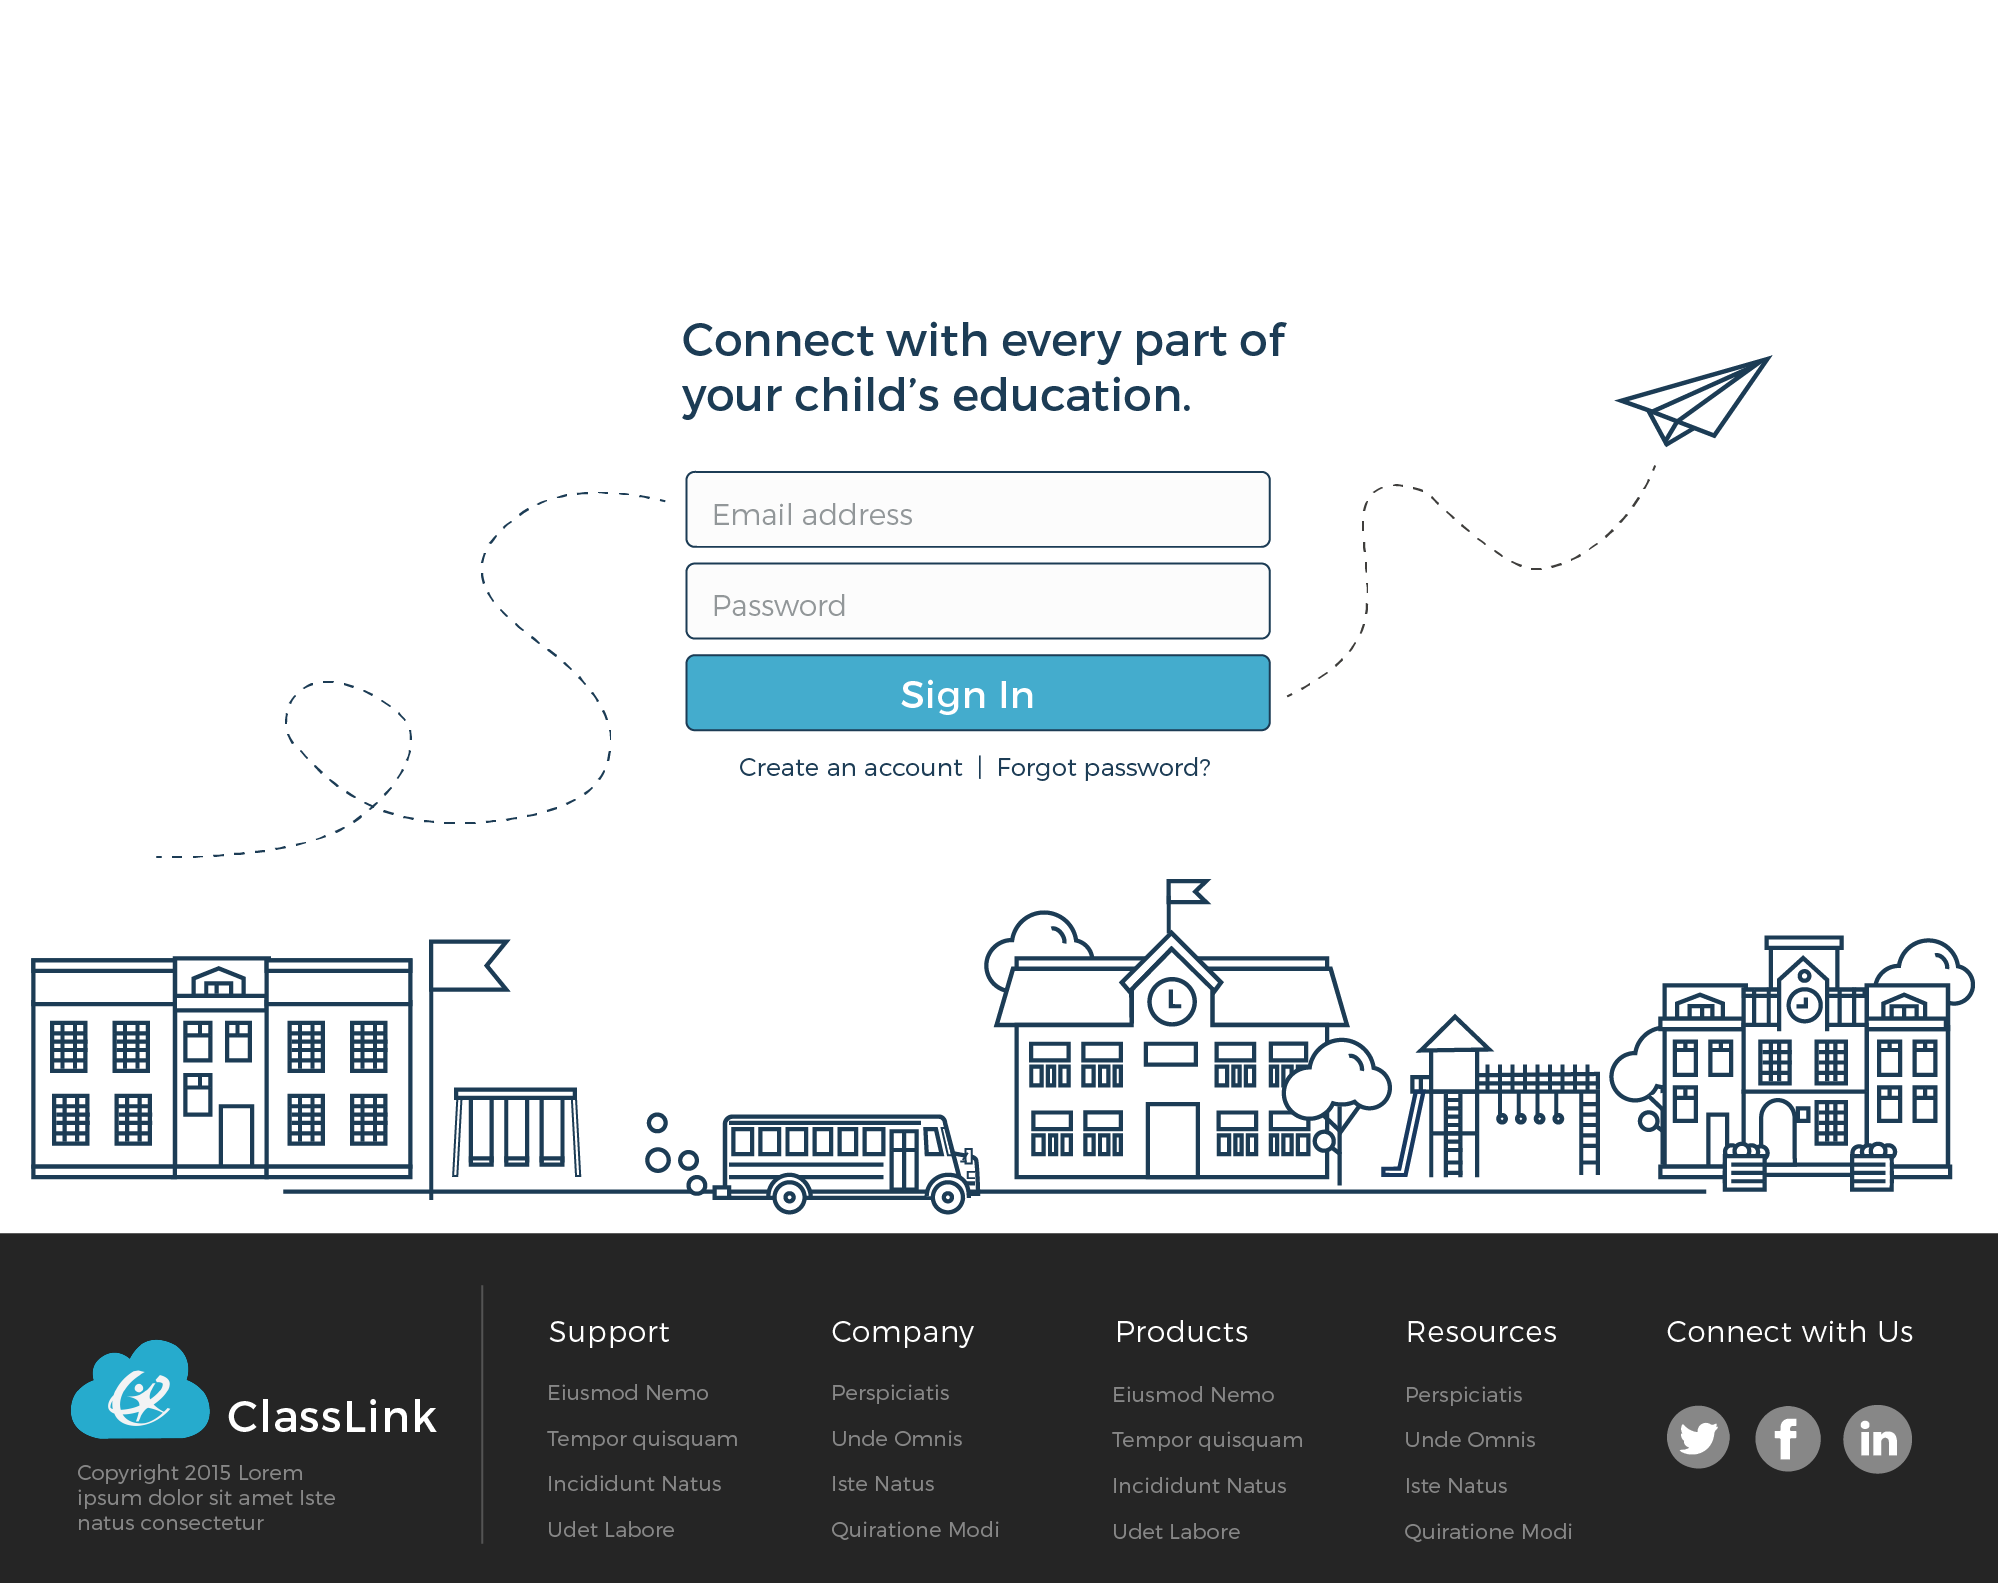 Connect with every part of
your child's education.
Email address
Password
Sign In
Create an account | Forgot password?
ClassLink
Copyright 2015 Lorem
ipsum dolor sit amet Iste
natus consectetur
Support
Eiusmod Nemo
Tempor quisquam
Incididunt Natus
Udet Labore
Company
Perspiciatis
Unde Omnis
Iste Natus
Quiratione Modi
Products
Eiusmod Nemo
Tempor quisquam
Incididunt Natus
Udet Labore
Resources
Perspiciatis
Unde Omnis
Iste Natus
Quiratione Modi
Connect with Us
f
in